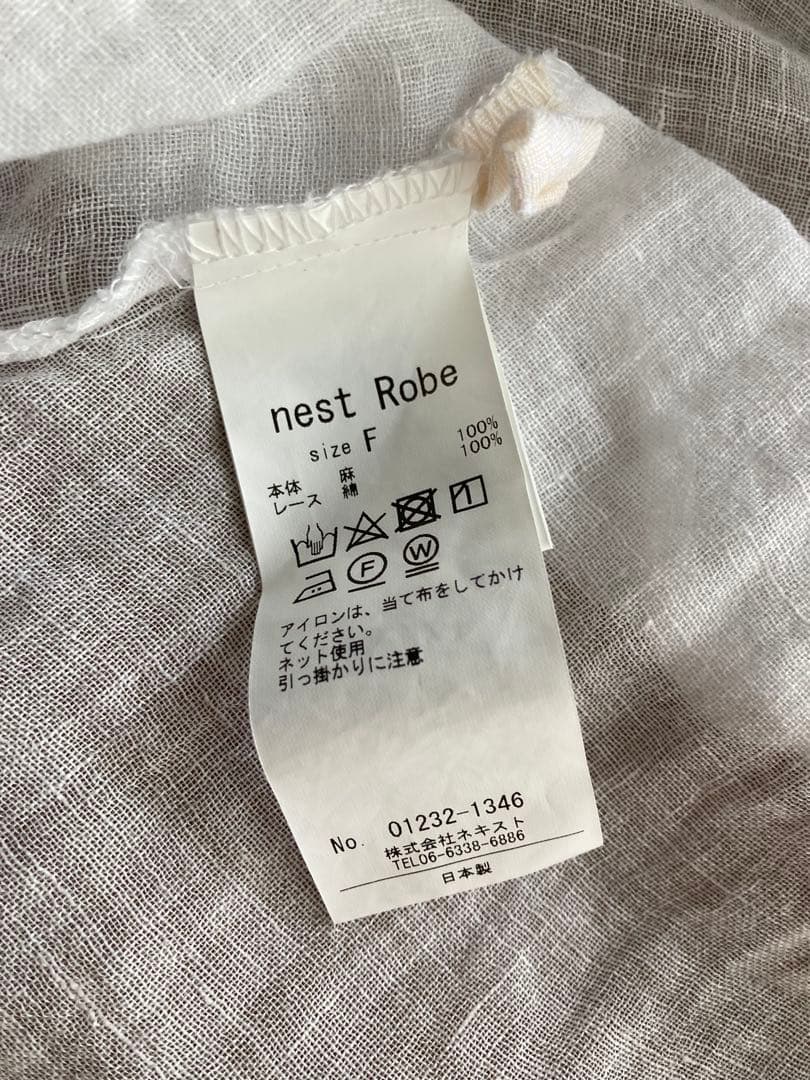 nest Robe
size F
本体 麻 100%
レース 綿 100%
F W
アイロンは、当て布をしてかけ
てください。
ネット使用
引っ掛かりに注意
No. 01232-1346
株式会社ネキスト
TEL06-6338-6886
日本製